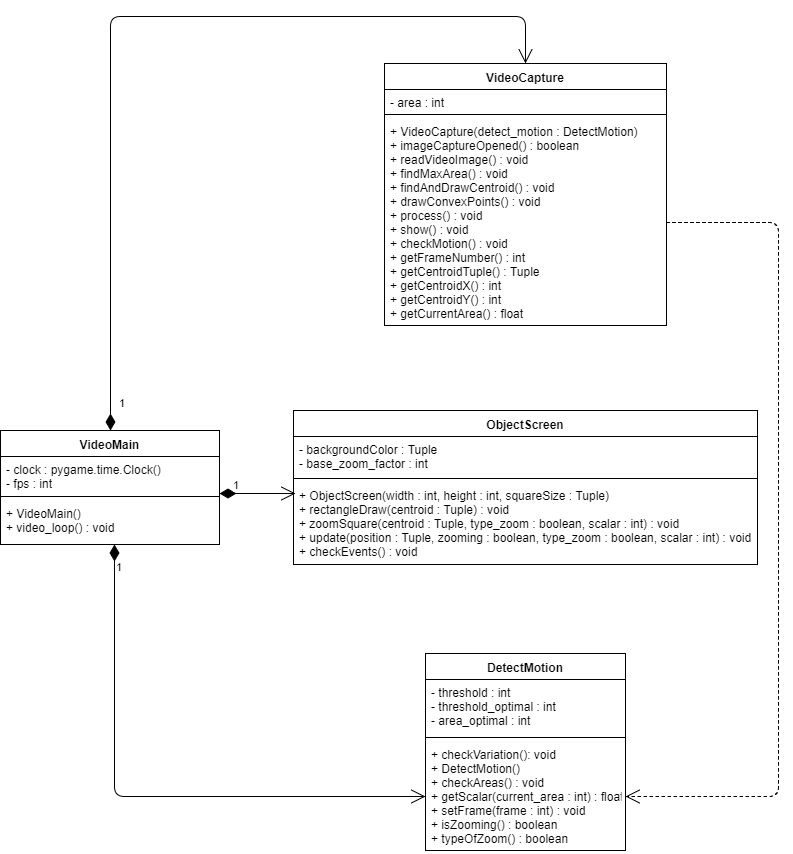 VideoCapture
- area : int
+ VideoCapture(detect_motion : DetectMotion)
+ imageCaptureOpened() : boolean
+ readVideoImage() : void
+ findMaxArea() : void
+ findAndDrawCentroid() : void
+ drawConvexPoints() : void
+ process() : void
+ show() : void
+ checkMotion() : void
+ getFrameNumber() : int
+ getCentroidTuple() : Tuple
+ getCentroidX() : int
+ getCentroidY() : int
+ getCurrentArea() : float
1
VideoMain
- clock : pygame.time.Clock()
- fps : int
+ VideoMain()
+ video_loop() : void
1
1
ObjectScreen
- backgroundColor : Tuple
- base_zoom_factor : int
+ ObjectScreen(width : int, height : int, squareSize : Tuple)
+ rectangleDraw(centroid : Tuple) : void
+ zoomSquare(centroid : Tuple, type_zoom : boolean, scalar : int) : void
+ update(position : Tuple, zooming : boolean, type_zoom : boolean, scalar : int) : void
+ checkEvents() : void
DetectMotion
- threshold : int
- threshold_optimal : int
- area_optimal : int
+ checkVariation(): void
+ DetectMotion()
+ checkAreas() : void
+ getScalar(current_area : int) : float
+ setFrame(frame : int) : void
+ isZooming() : boolean
+ typeOfZoom() : boolean